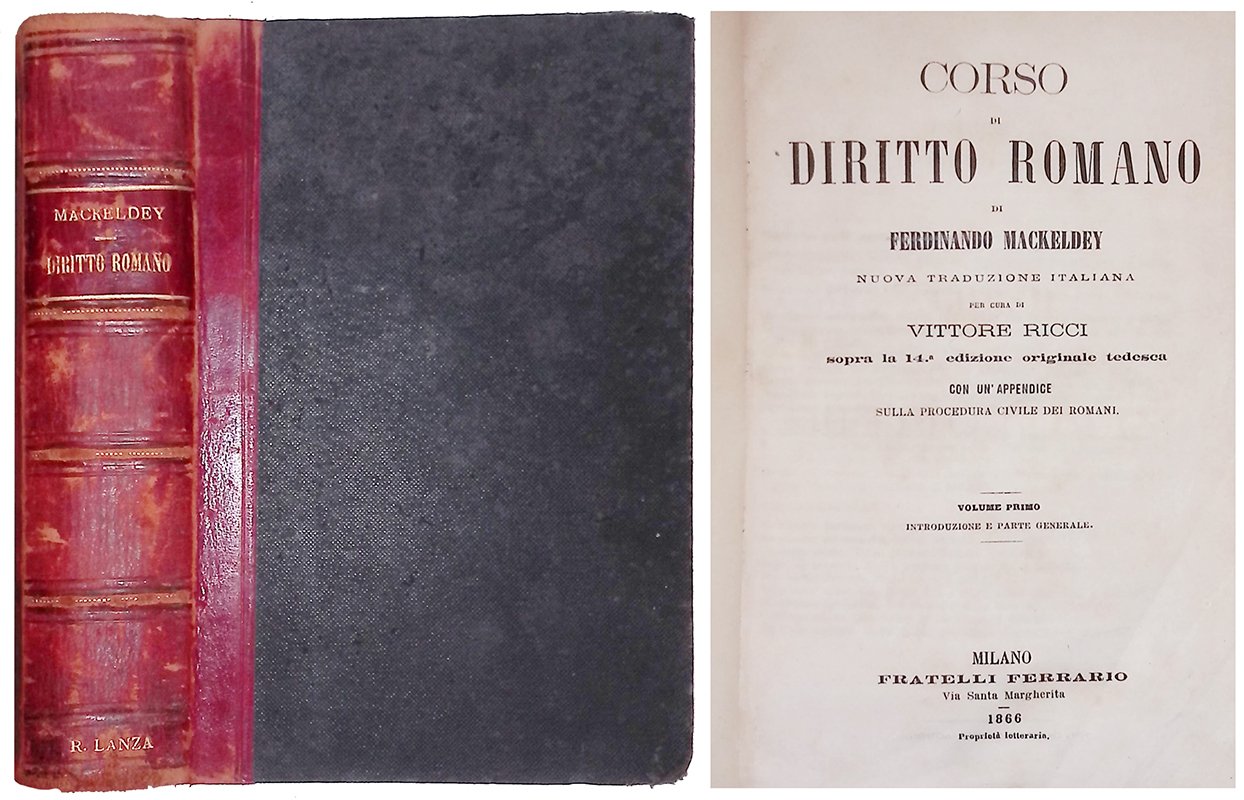 MACKELDEY
DIRITTO ROMANO
R. LANZA
CORSO
DI
DIRITTO ROMANO
DI
FERDINANDO MACKELDEY
NUOVA TRADUZIONE ITALIANA
PER CURA DI
VITTORE RICCI
sopra la 14.ª edizione originale tedesca
CON UN'APPENDICE
SULLA PROCEDURA CIVILE DEI ROMANI.
VOLUME PRIMO
INTRODUZIONE E PARTE GENERALE.
MILANO
FRATELLI FERRARIO
Via Santa Margherita
1866
Proprietà letteraria.